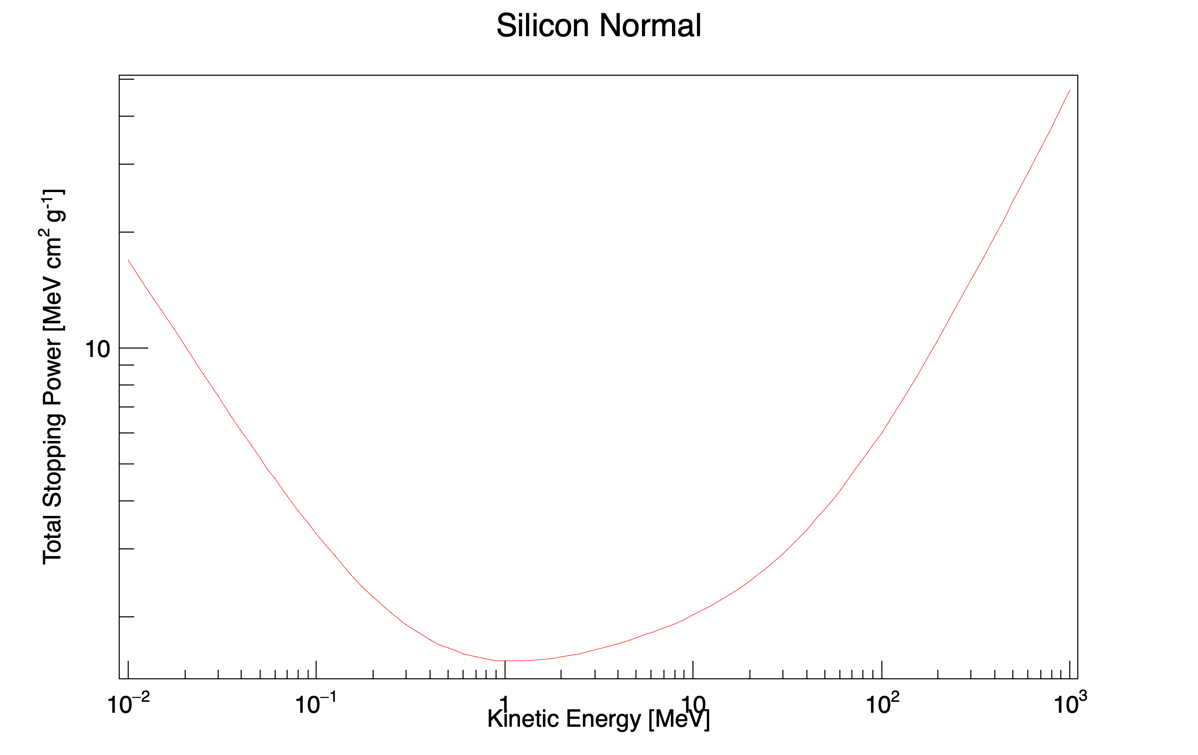 Silicon Normal
Total Stopping Power [MeV cm² g⁻¹]
10
10⁻² 10⁻¹ 1 10 10² 10³
Kinetic Energy [MeV]